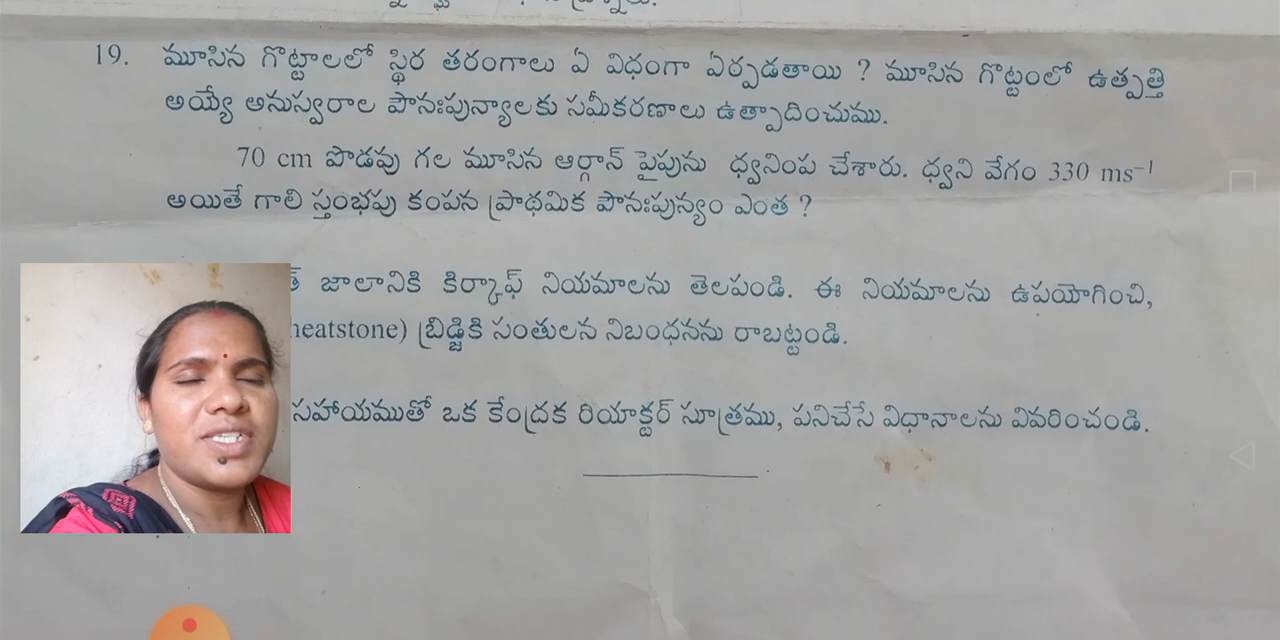 19. మూసిన గొట్టాలలో స్థిర తరంగాలు ఏ విధంగా ఏర్పడతాయి ? మూసిన గొట్టంలో ఉత్పత్తి
అయ్యే అనుస్వరాల పౌనఃపున్యాలకు సమీకరణాలు ఉత్పాదించుము.
70 cm పొడవు గల మూసిన ఆర్గాన్ పైపును ధ్వనింప చేశారు. ధ్వని వేగం 330 ms⁻¹
అయితే గాలి స్తంభపు కంపన ప్రాథమిక పౌనఃపున్యం ఎంత ?
జాలానికి కిర్కాఫ్ నియమాలను తెలపండి. ఈ నియమాలను ఉపయోగించి,
heatstone) బ్రిడ్జికి సంతులన నిబంధనను రాబట్టండి.
సహాయముతో ఒక కేంద్రక రియాక్టర్ సూత్రము, పనిచేసే విధానాలను వివరించండి.